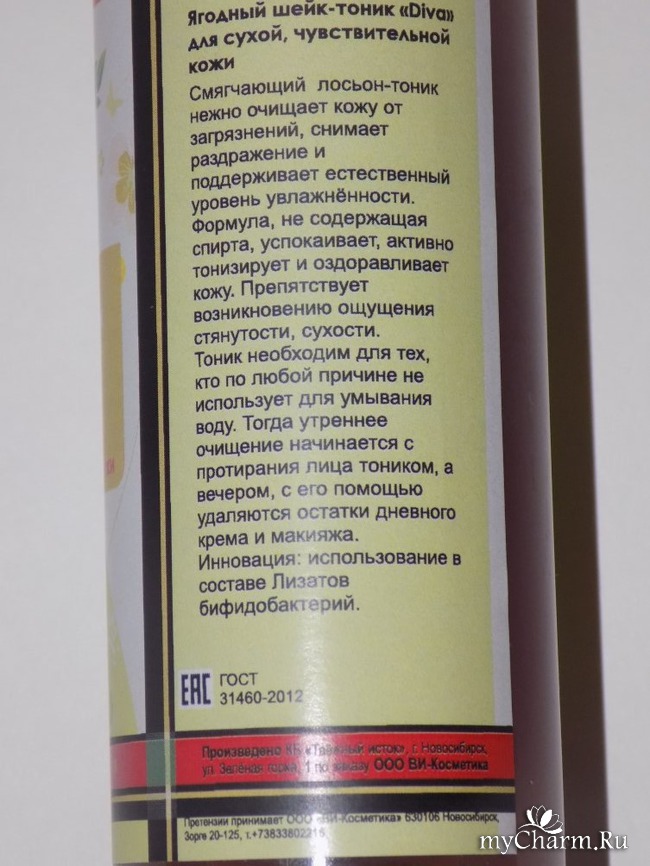 Ягодный шейк-тоник «Diva»
для сухой, чувствительной
кожи
Смягчающий лосьон-тоник
нежно очищает кожу от
загрязнений, снимает
раздражение и
поддерживает естественный
уровень увлажнённости.
Формула, не содержащая
спирта, успокаивает, активно
тонизирует и оздоравливает
кожу. Препятствует
возникновению ощущения
стянутости, сухости.
Тоник необходим для тех,
кто по любой причине не
использует для умывания
воду. Тогда утреннее
очищение начинается с
протирания лица тоником, а
вечером, с его помощью
удаляются остатки дневного
крема и макияжа.
Инновация: использование в
составе Лизатов
бифидобактерий.
EAC ГОСТ
31460-2012
Произведено КБ «Таёжный исток», г. Новосибирск,
ул. Зелёная горка, 1 по заказу ООО ВИ-Косметика
Претензии принимает ООО «ВИ-Косметика» 630106 Новосибирск,
Зорге 20-125, т.+73833802216
myCharm.Ru